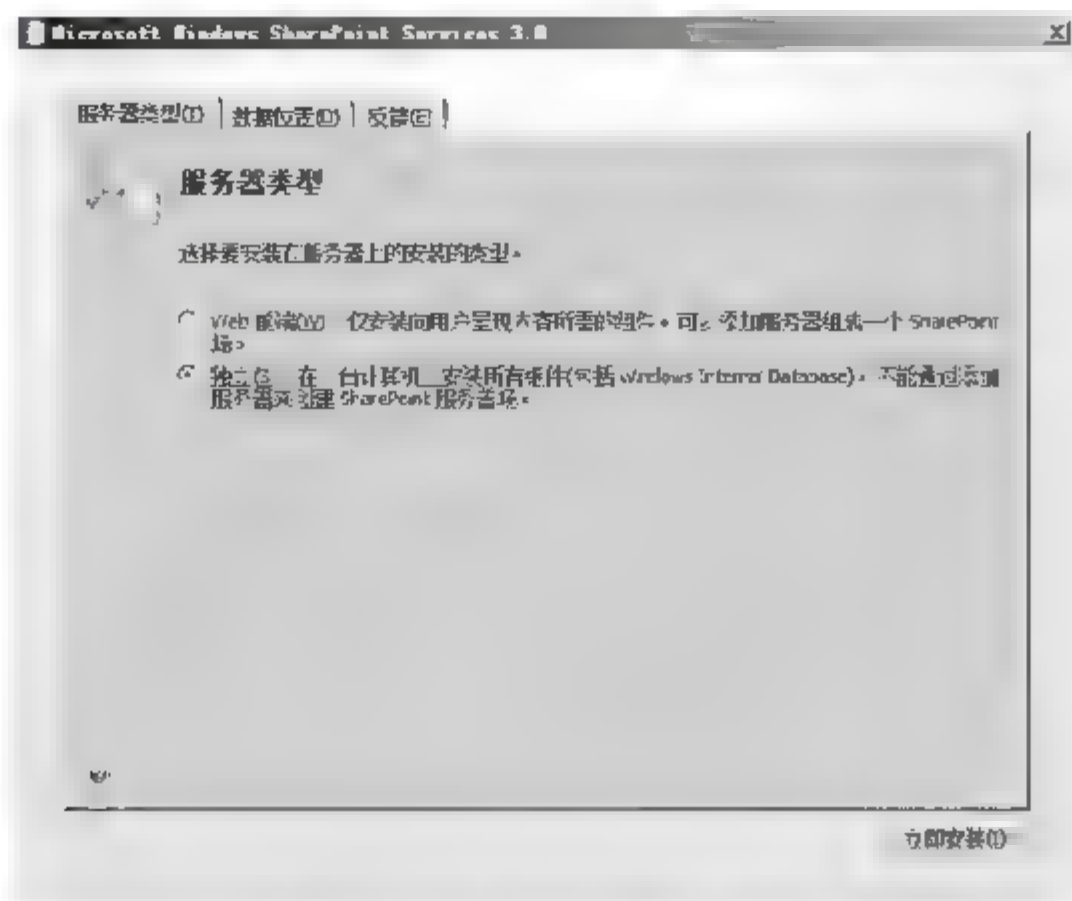 Microsoft Windows SharePoint Services 3.0
服务器类型(T)
数据位置(D)
反馈(F)
服务器类型
选择要安装在服务器上的安装的类型。
Web 前端(W) 仅安装向用户呈现内容所需的组件。可以添加服务器组成一个 SharePoint
场。
独立(S) 在 台计算机 安装所有组件(包括 Windows Internal Database)。不能通过添加
服务器来创建 SharePoint 服务器场。
立即安装(I)